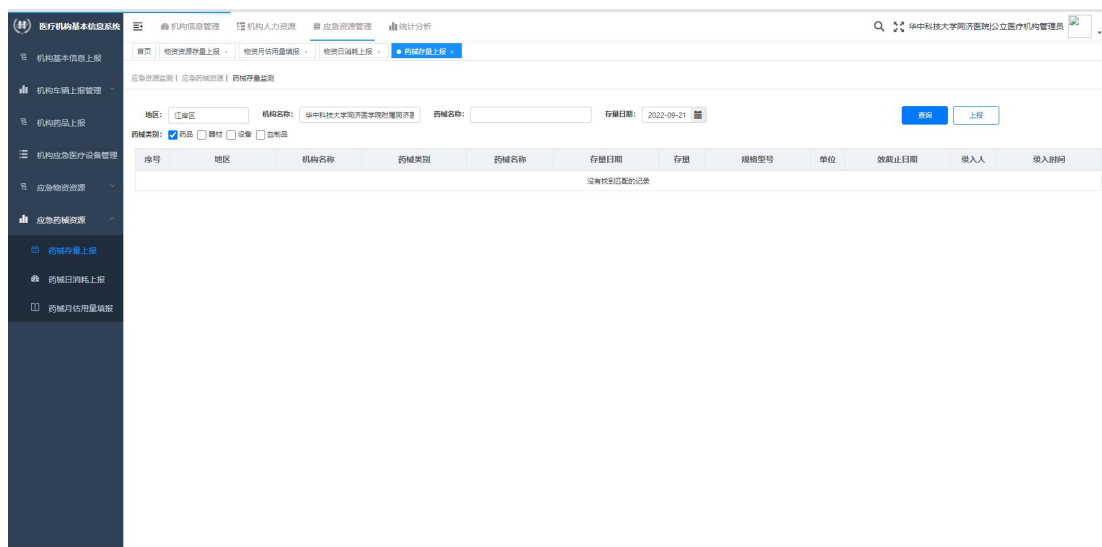 医疗机构基本信息系统 机构信息管理 机构人力资源 应急资源管理 统计分析 华中科技大学同济医院|公立医疗机构管理员
首页 物资资源存量上报 × 物资月估用量填报 × 物资日消耗上报 × ● 药械存量上报 ×
机构基本信息上报
应急资源监测 | 应急药械资源 | 药械存量监测
机构车辆上报管理
地区： 江岸区 机构名称： 华中科技大学同济医学院附属同济医 药械名称： 存量日期： 2022-09-21 查询 上报
机构药品上报
药械类别： 药品 器材 设备 血制品
机构应急医疗设备管理
序号 地区 机构名称 药械类别 药械名称 存量日期 存量 规格型号 单位 效截止日期 录入人 录入时间
没有找到匹配的记录
应急物资资源
应急药械资源
药械存量上报
药械日消耗上报
药械月估用量填报